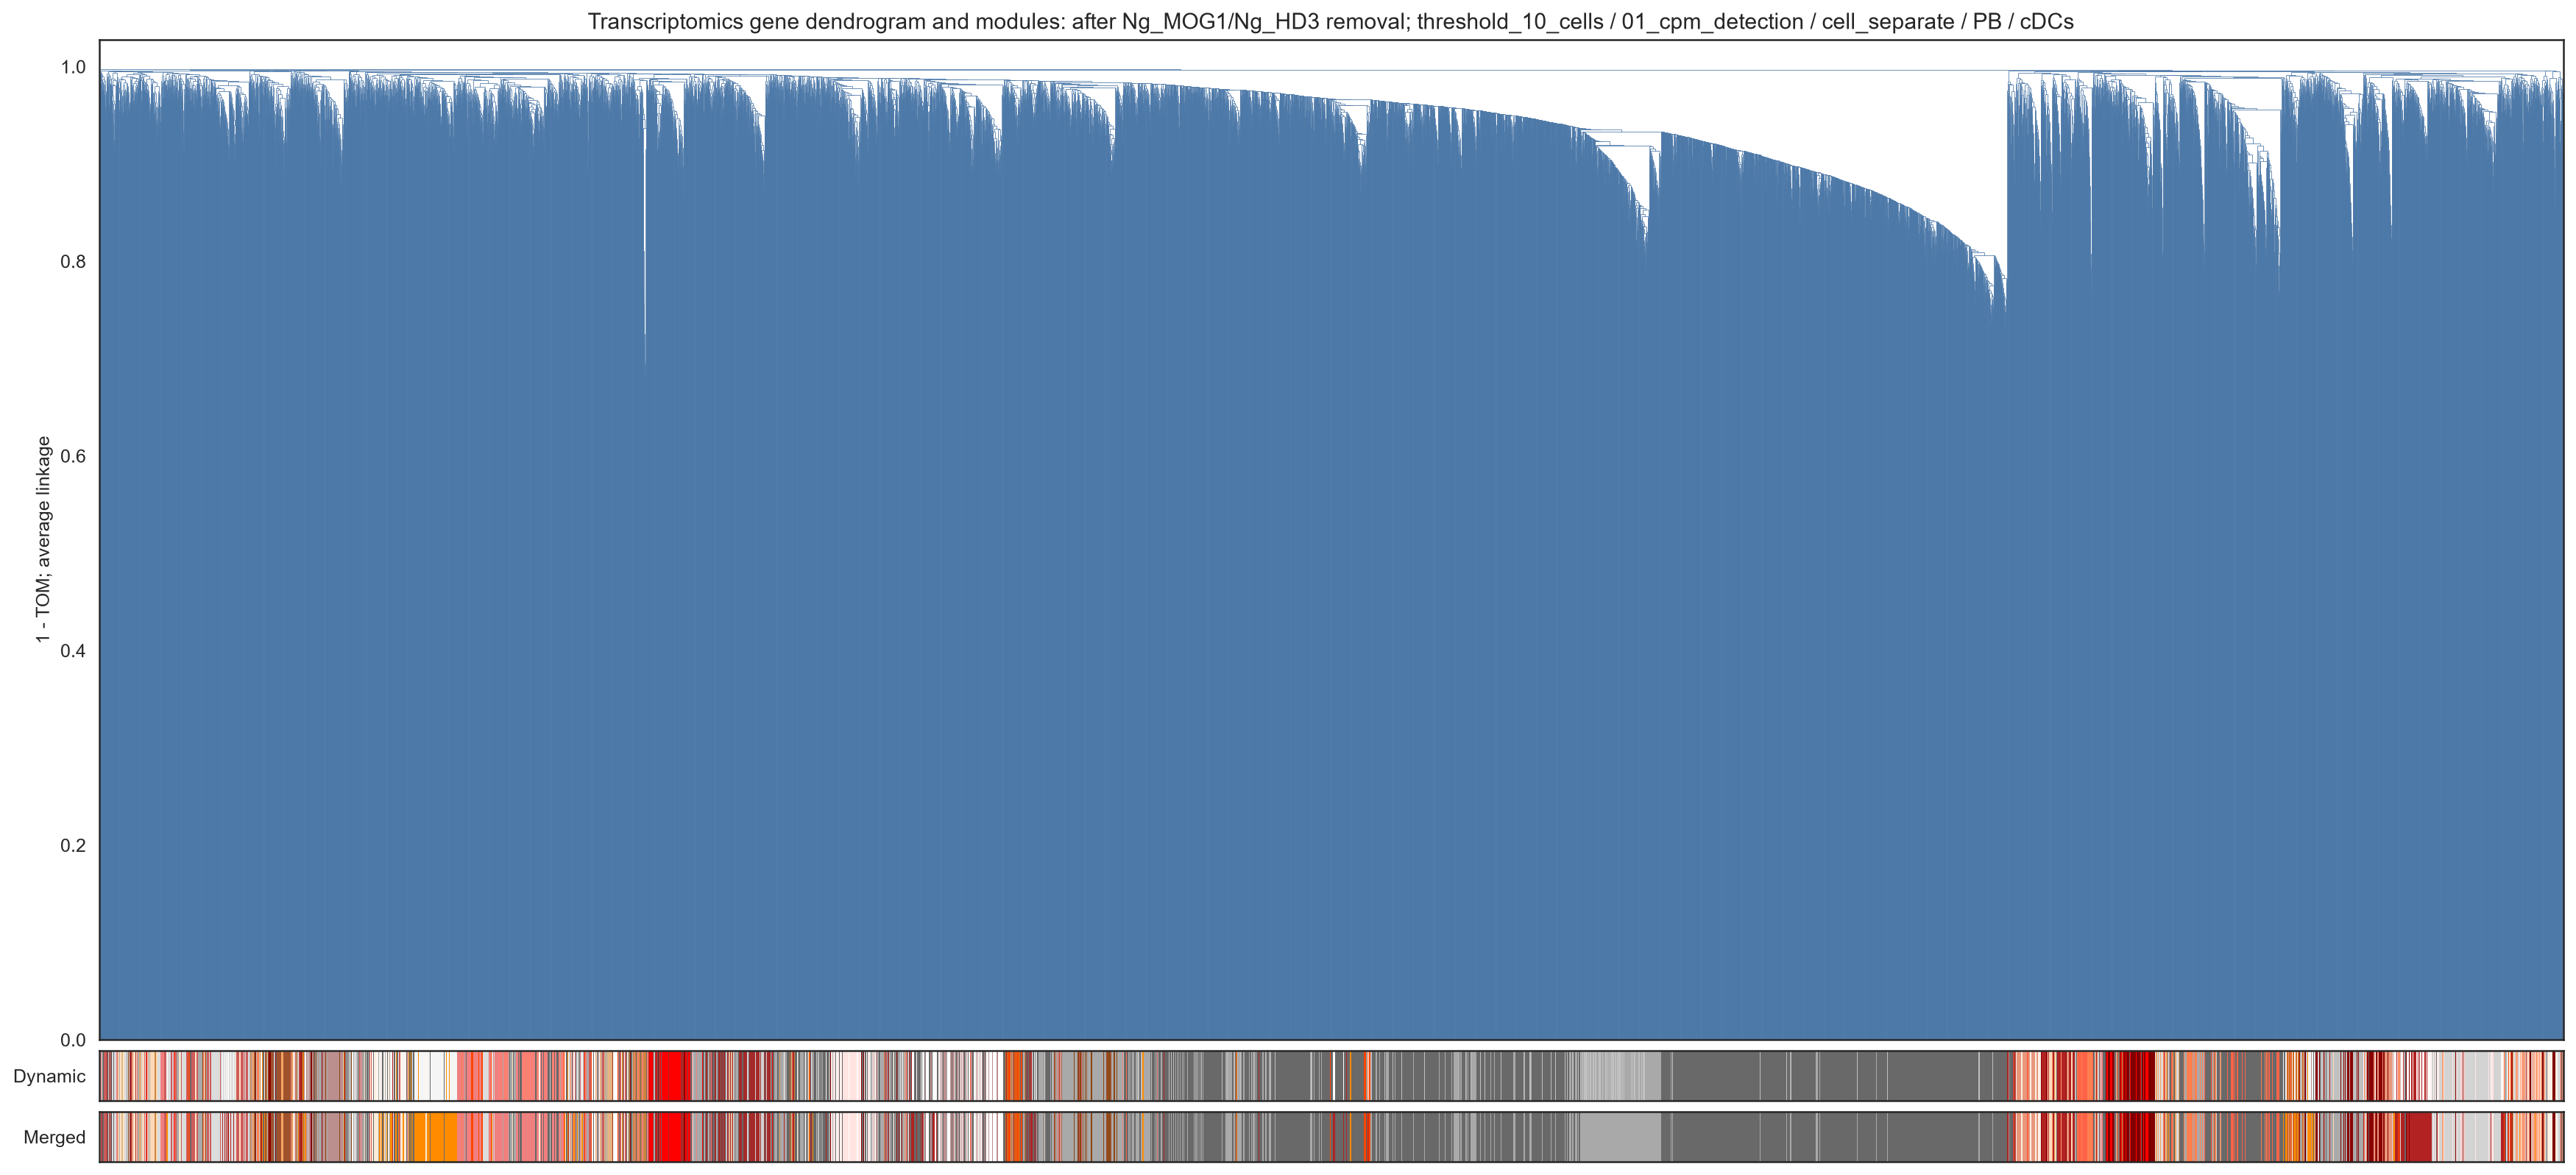 Transcriptomics gene dendrogram and modules: after Ng_MOG1/Ng_HD3 removal; threshold_10_cells / 01_cpm_detection / cell_separate / PB / cDCs
1.0
0.8
0.6
0.4
0.2
0.0
1 - TOM; average linkage
Dynamic
Merged